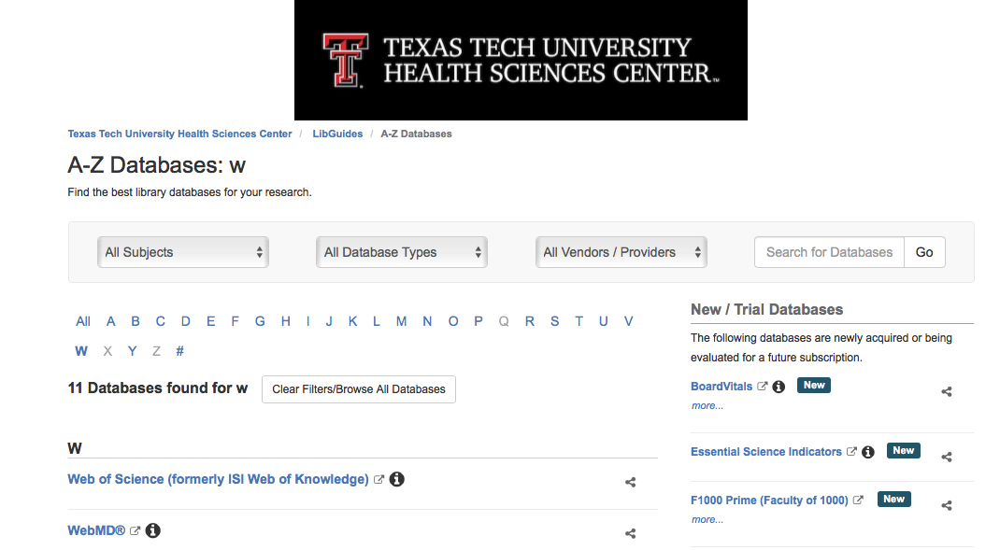 TEXAS TECH UNIVERSITY
HEALTH SCIENCES CENTER™
Texas Tech University Health Sciences Center / LibGuides / A-Z Databases
A-Z Databases: w
Find the best library databases for your research.
All Subjects
All Database Types
All Vendors / Providers
Search for Databases
Go
All A B C D E F G H I J K L M N O P Q R S T U V
W X Y Z #
11 Databases found for w
Clear Filters/Browse All Databases
W
Web of Science (formerly ISI Web of Knowledge)
WebMD®
New / Trial Databases
The following databases are newly acquired or being
evaluated for a future subscription.
BoardVitals New
more...
Essential Science Indicators New
F1000 Prime (Faculty of 1000) New
more...